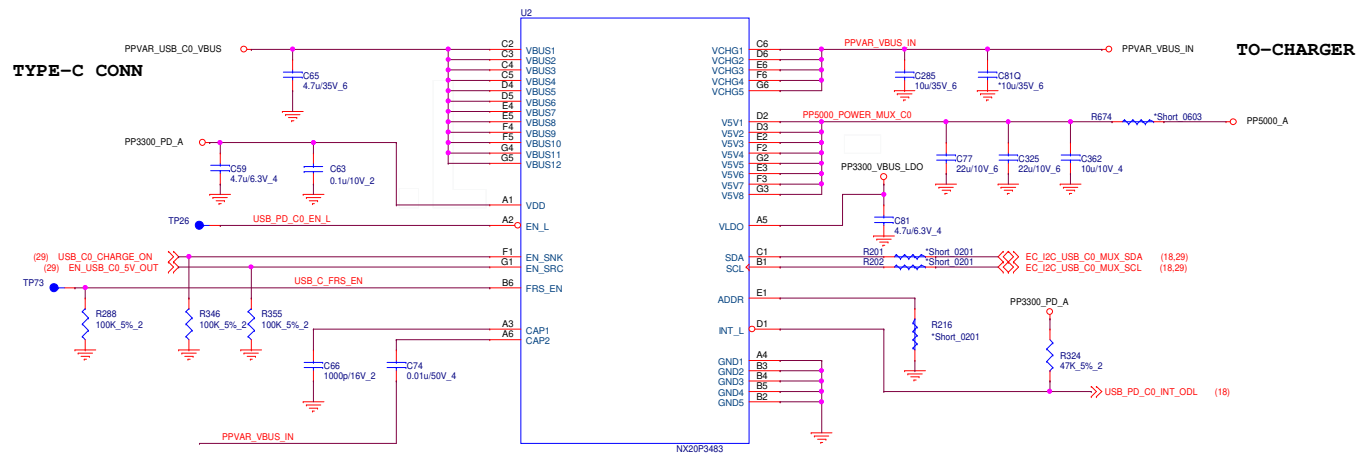 U2
PPVAR_USB_C0_VBUS
TYPE-C CONN
C65
4.7u/35V_6
C2 VBUS1
C3 VBUS2
C4 VBUS3
C5 VBUS4
D4 VBUS5
D5 VBUS6
E4 VBUS7
E5 VBUS8
F4 VBUS9
F5 VBUS10
G4 VBUS11
G5 VBUS12
PP3300_PD_A
C59
4.7u/6.3V_4
C63
0.1u/10V_2
A1 VDD
TP26 USB_PD_C0_EN_L A2 EN_L
(29) USB_C0_CHARGE_ON F1 EN_SNK
(29) EN_USB_C0_5V_OUT G1 EN_SRC
TP73 USB_C_FRS_EN B6 FRS_EN
R288
100K_5%_2
R346
100K_5%_2
R355
100K_5%_2
A3 CAP1
A6 CAP2
C66
1000p/16V_2
C74
0.01u/50V_4
PPVAR_VBUS_IN
VCHG1 C6
VCHG2 D6
VCHG3 E6
VCHG4 F6
VCHG5 G6
PPVAR_VBUS_IN
PPVAR_VBUS_IN
TO-CHARGER
C285
10u/35V_6
C81Q
*10u/35V_6
V5V1 D2
V5V2 D3
V5V3 E2
V5V4 F2
V5V5 G2
V5V6 E3
V5V7 F3
V5V8 G3
PP5000_POWER_MUX_C0
R674 *Short_0603
PP5000_A
C77
22u/10V_6
C325
22u/10V_6
C362
10u/10V_4
PP3300_VBUS_LDO
VLDO A5
C81
4.7u/6.3V_4
SDA C1 R201 *Short_0201 EC_I2C_USB_C0_MUX_SDA (18,29)
SCL B1 R202 *Short_0201 EC_I2C_USB_C0_MUX_SCL (18,29)
ADDR E1
R216
*Short_0201
PP3300_PD_A
INT_L D1
R324
47K_5%_2
USB_PD_C0_INT_ODL (18)
GND1 A4
GND2 B3
GND3 B4
GND4 B5
GND5 B2
NX20P3483